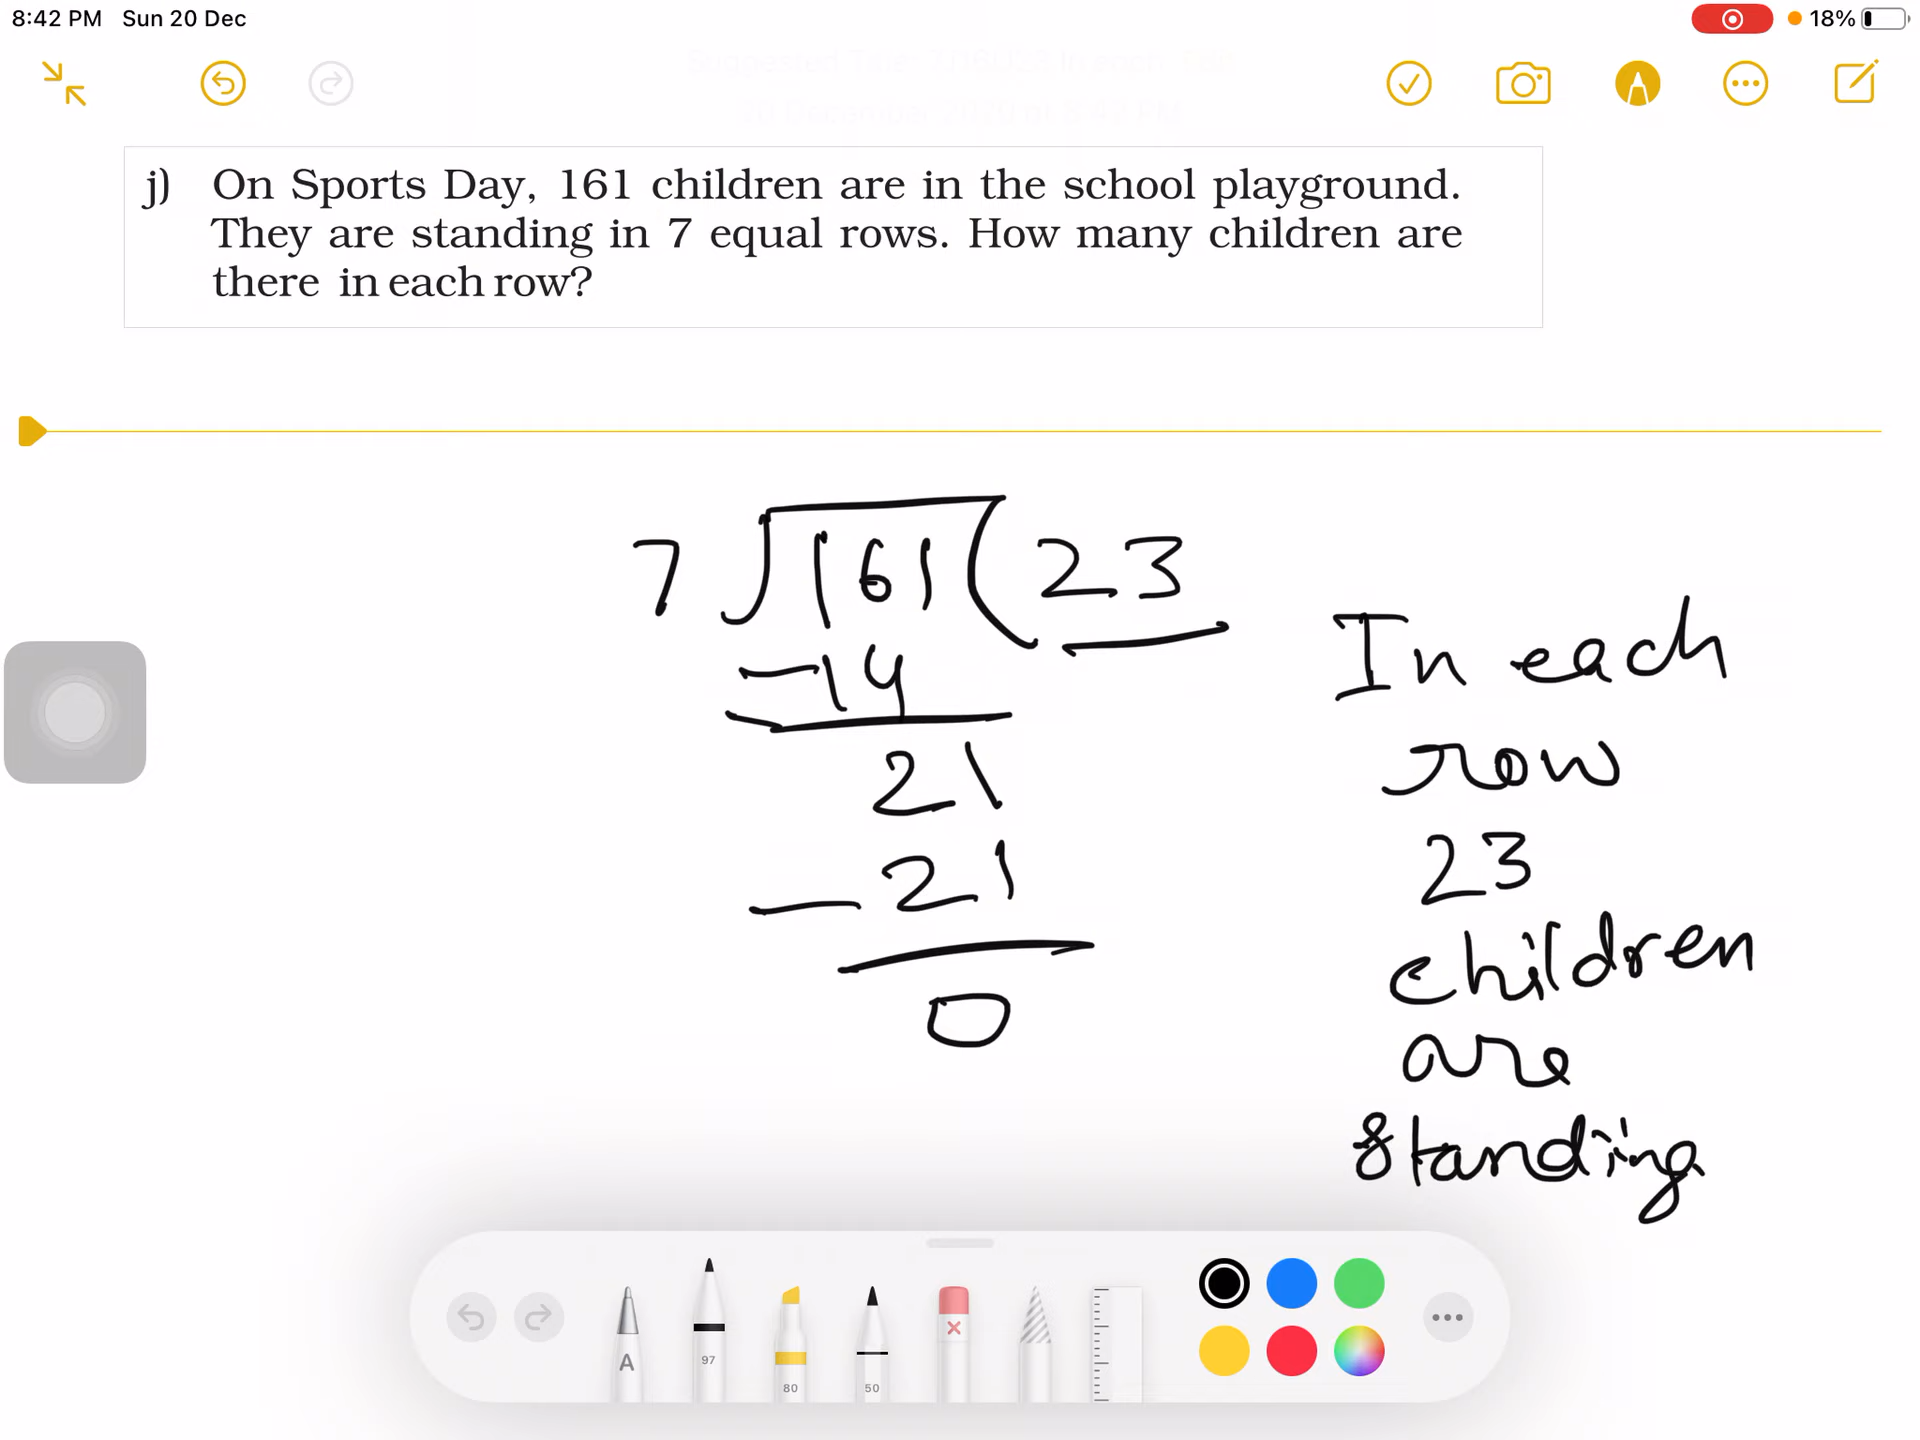 8:42 PM Sun 20 Dec
18%
j) On Sports Day, 161 children are in the school playground.
They are standing in 7 equal rows. How many children are
there in each row?
7 161 ( 23
-14
21
- 21
0
In each
row
23
children
are
standing
A
97
80
50